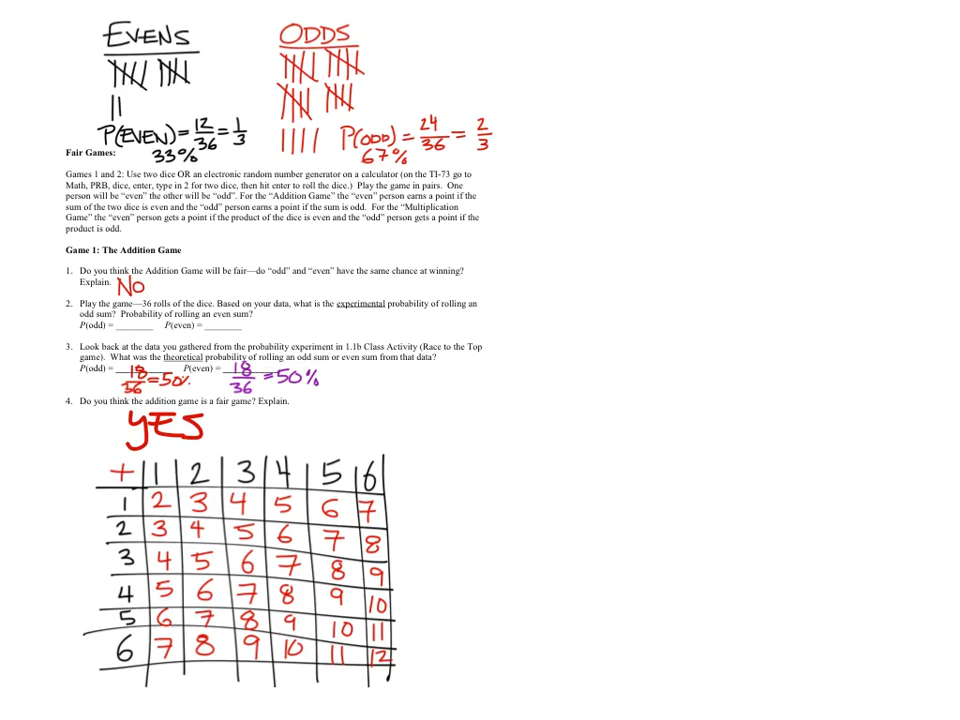 EVENS
ODDS
P(EVEN) = 12/36 = 1/3
33%
P(ODD) = 24/36 = 2/3
67%
Fair Games:
Games 1 and 2: Use two dice OR an electronic random number generator on a calculator (on the TI-73 go to
Math, PRB, dice, enter, type in 2 for two dice, then hit enter to roll the dice.) Play the game in pairs. One
person will be "even" the other will be "odd". For the "Addition Game" the "even" person earns a point if the
sum of the two dice is even and the "odd" person earns a point if the sum is odd. For the "Multiplication
Game" the "even" person gets a point if the product of the dice is even and the "odd" person gets a point if the
product is odd.
Game 1: The Addition Game
1. Do you think the Addition Game will be fair—do "odd" and "even" have the same chance at winning?
Explain. NO
2. Play the game—36 rolls of the dice. Based on your data, what is the experimental probability of rolling an
odd sum? Probability of rolling an even sum?
P(odd) = ________ P(even) = ________
3. Look back at the data you gathered from the probability experiment in 1.1b Class Activity (Race to the Top
game). What was the theoretical probability of rolling an odd sum or even sum from that data?
P(odd) = 18/36 = 50% P(even) = 18/36 = 50%
4. Do you think the addition game is a fair game? Explain.
YES
+ 1 2 3 4 5 6
1 2 3 4 5 6 7
2 3 4 5 6 7 8
3 4 5 6 7 8 9
4 5 6 7 8 9 10
5 6 7 8 9 10 11
6 7 8 9 10 11 12